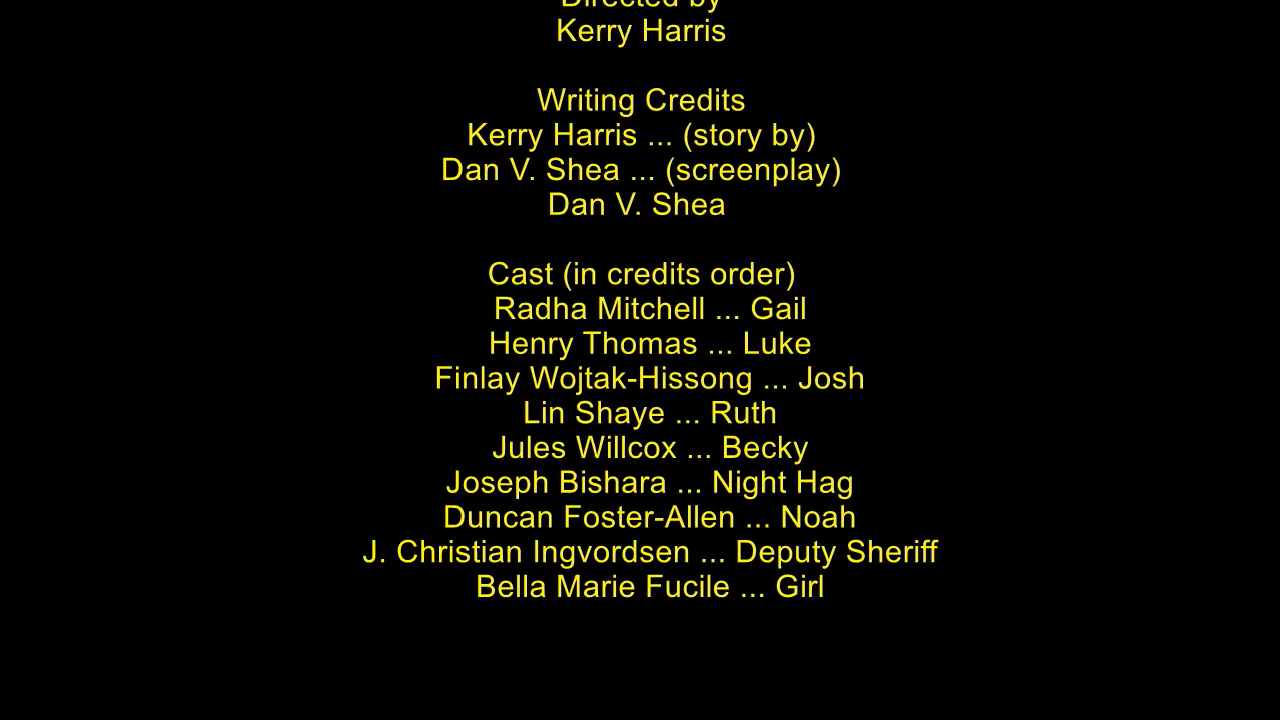 Directed by
Kerry Harris
Writing Credits
Kerry Harris ... (story by)
Dan V. Shea ... (screenplay)
Dan V. Shea
Cast (in credits order)
Radha Mitchell ... Gail
Henry Thomas ... Luke
Finlay Wojtak-Hissong ... Josh
Lin Shaye ... Ruth
Jules Willcox ... Becky
Joseph Bishara ... Night Hag
Duncan Foster-Allen ... Noah
J. Christian Ingvordsen ... Deputy Sheriff
Bella Marie Fucile ... Girl